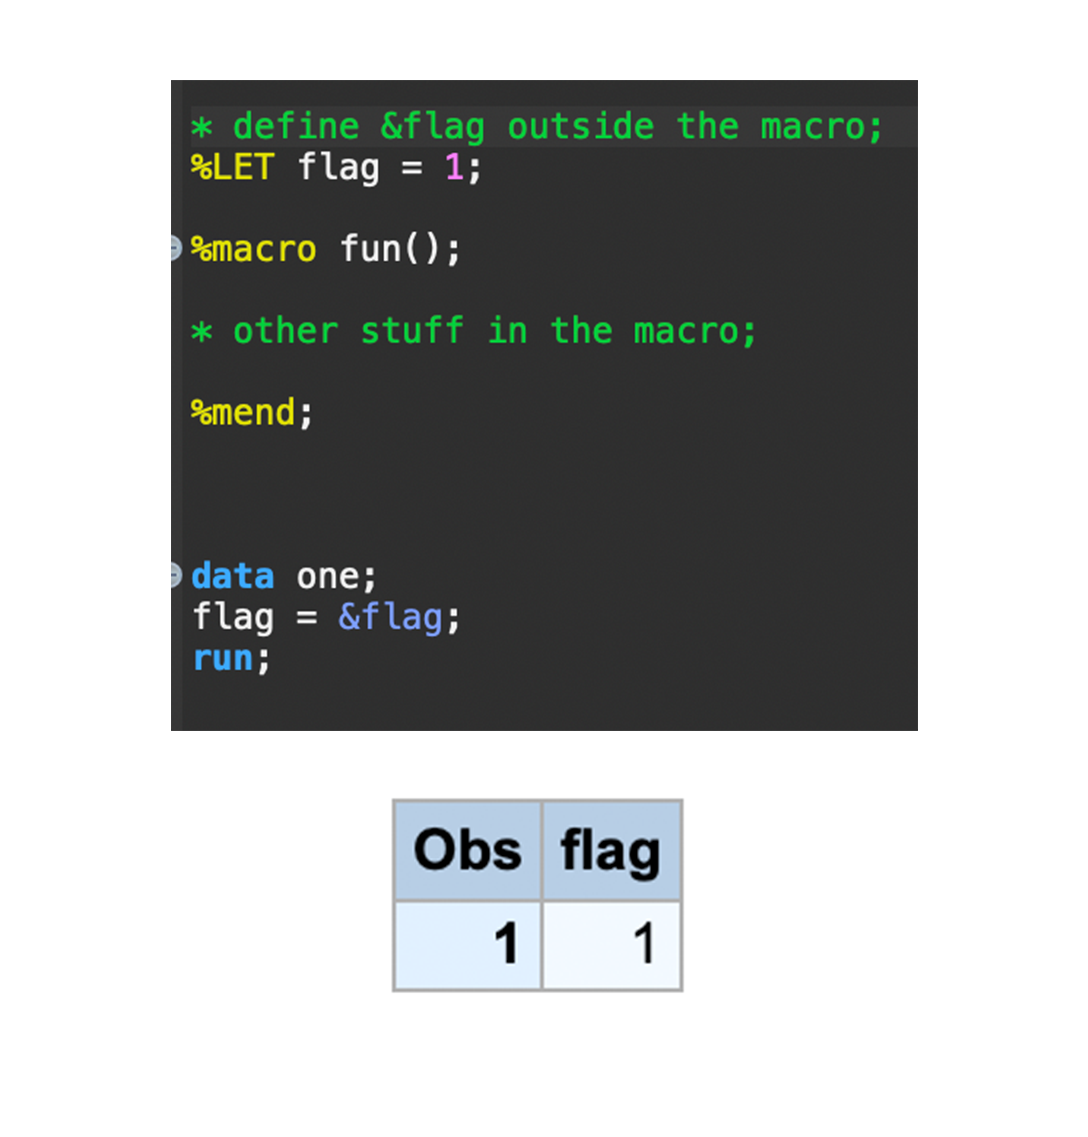 * define &flag outside the macro;
%LET flag = 1;
%macro fun();
* other stuff in the macro;
%mend;
data one;
flag = &flag;
run;
Obs flag
1 1